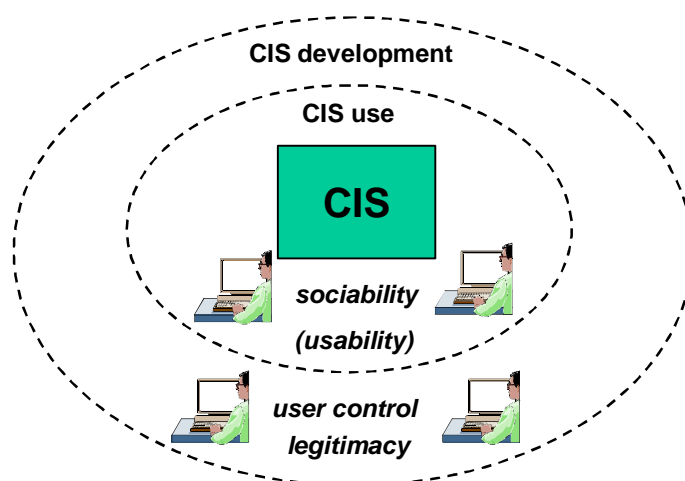 CIS development
CIS use
CIS
sociability
(usability)
user control
legitimacy